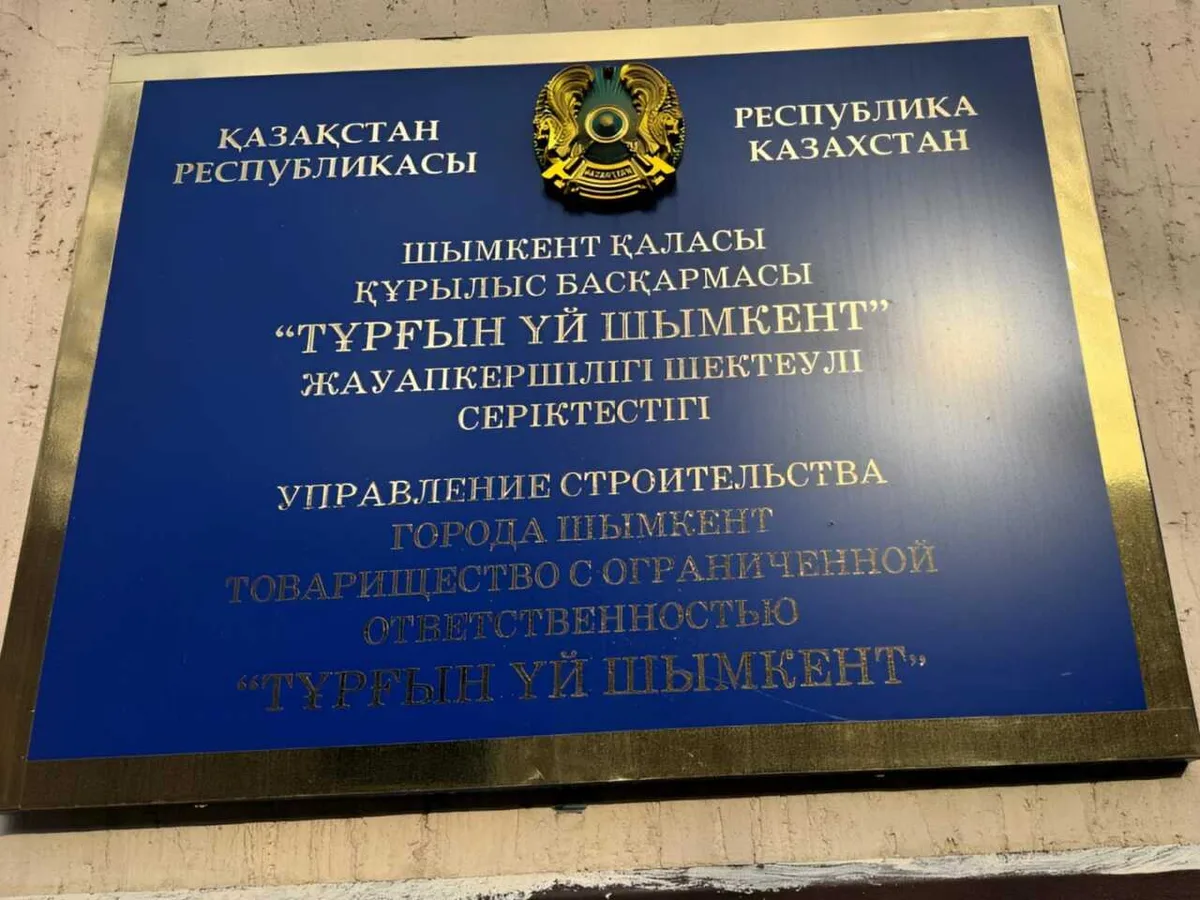 ҚАЗАҚСТАН
РЕСПУБЛИКАСЫ
РЕСПУБЛИКА
КАЗАХСТАН
QAZAQSTAN
ШЫМКЕНТ ҚАЛАСЫ
ҚҰРЫЛЫС БАСҚАРМАСЫ
“ТҰРҒЫН ҮЙ ШЫМКЕНТ”
ЖАУАПКЕРШІЛІГІ ШЕКТЕУЛІ
СЕРІКТЕСТІГІ
УПРАВЛЕНИЕ СТРОИТЕЛЬСТВА
ГОРОДА ШЫМКЕНТ
ТОВАРИЩЕСТВО С ОГРАНИЧЕННОЙ
ОТВЕТСТВЕННОСТЬЮ
“ТҰРҒЫН ҮЙ ШЫМКЕНТ”